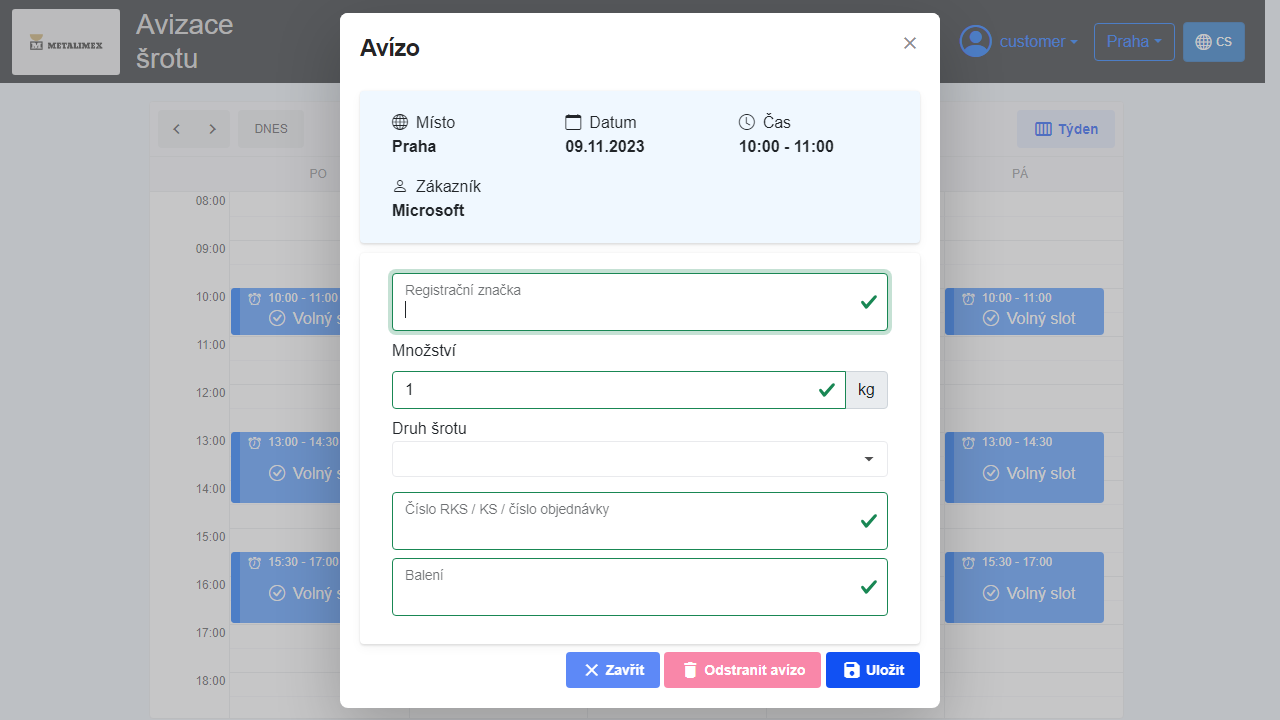 METALIMEX
Avizace
šrotu
customer
Praha
CS
DNES
Týden
PO
PÁ
08:00
09:00
10:00
11:00
12:00
13:00
14:00
15:00
16:00
17:00
18:00
10:00 - 11:00
Volný s
13:00 - 14:30
Volný s
15:30 - 17:00
Volný s
10:00 - 11:00
Volný slot
13:00 - 14:30
Volný slot
15:30 - 17:00
Volný slot
Avízo
Místo
Praha
Datum
09.11.2023
Čas
10:00 - 11:00
Zákazník
Microsoft
Registrační značka
Množství
1
kg
Druh šrotu
Číslo RKS / KS / číslo objednávky
Balení
Zavřít
Odstranit avízo
Uložit